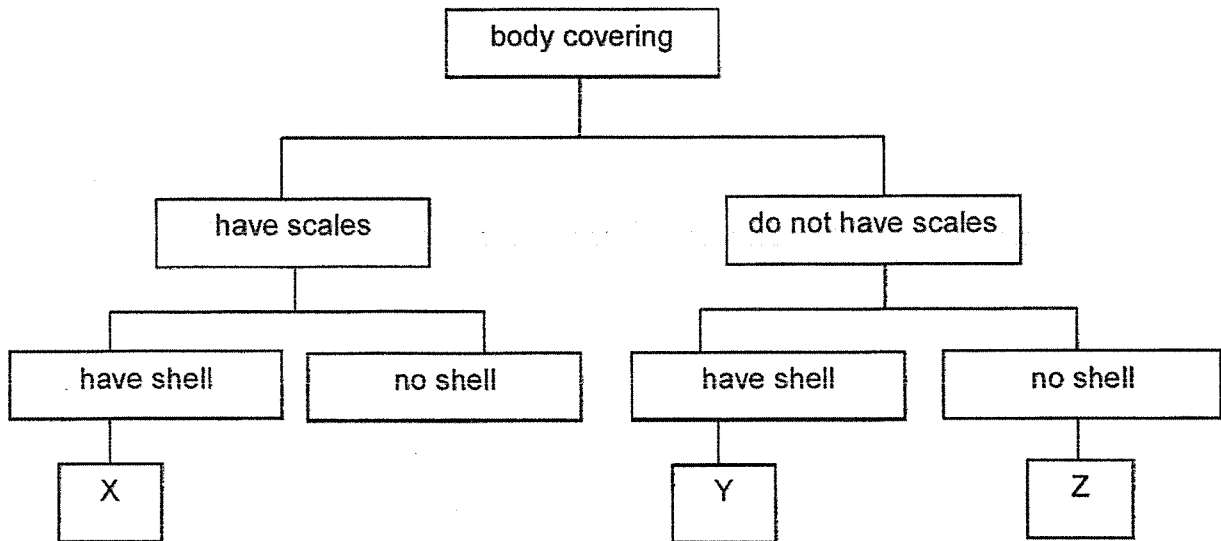 body covering
have scales
do not have scales
have shell
no shell
have shell
no shell
X
Y
Z